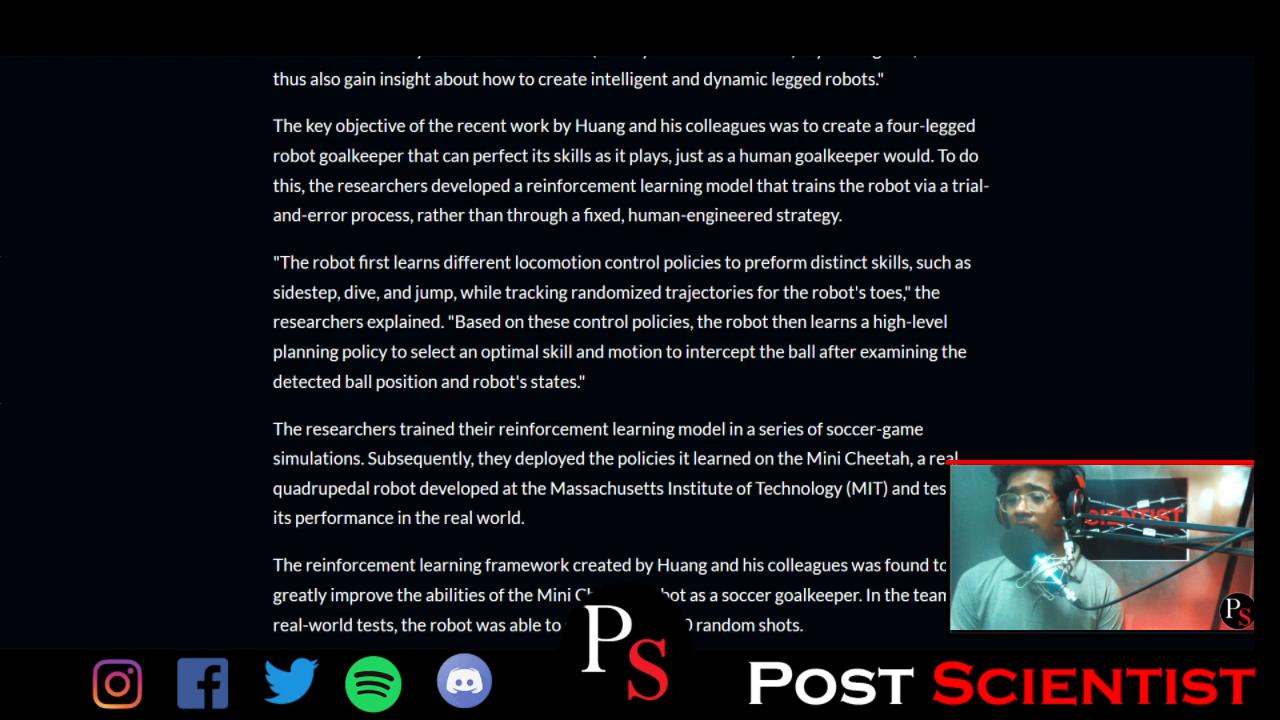 thus also gain insight about how to create intelligent and dynamic legged robots."
The key objective of the recent work by Huang and his colleagues was to create a four-legged
robot goalkeeper that can perfect its skills as it plays, just as a human goalkeeper would. To do
this, the researchers developed a reinforcement learning model that trains the robot via a trial-
and-error process, rather than through a fixed, human-engineered strategy.
"The robot first learns different locomotion control policies to preform distinct skills, such as
sidestep, dive, and jump, while tracking randomized trajectories for the robot's toes," the
researchers explained. "Based on these control policies, the robot then learns a high-level
planning policy to select an optimal skill and motion to intercept the ball after examining the
detected ball position and robot's states."
The researchers trained their reinforcement learning model in a series of soccer-game
simulations. Subsequently, they deployed the policies it learned on the Mini Cheetah, a real
quadrupedal robot developed at the Massachusetts Institute of Technology (MIT) and tes
its performance in the real world.
SCIENTIST
The reinforcement learning framework created by Huang and his colleagues was found to
greatly improve the abilities of the Mini Ch bot as a soccer goalkeeper. In the team
real-world tests, the robot was able to 0 random shots.
PS
PS
POST SCIENTIST